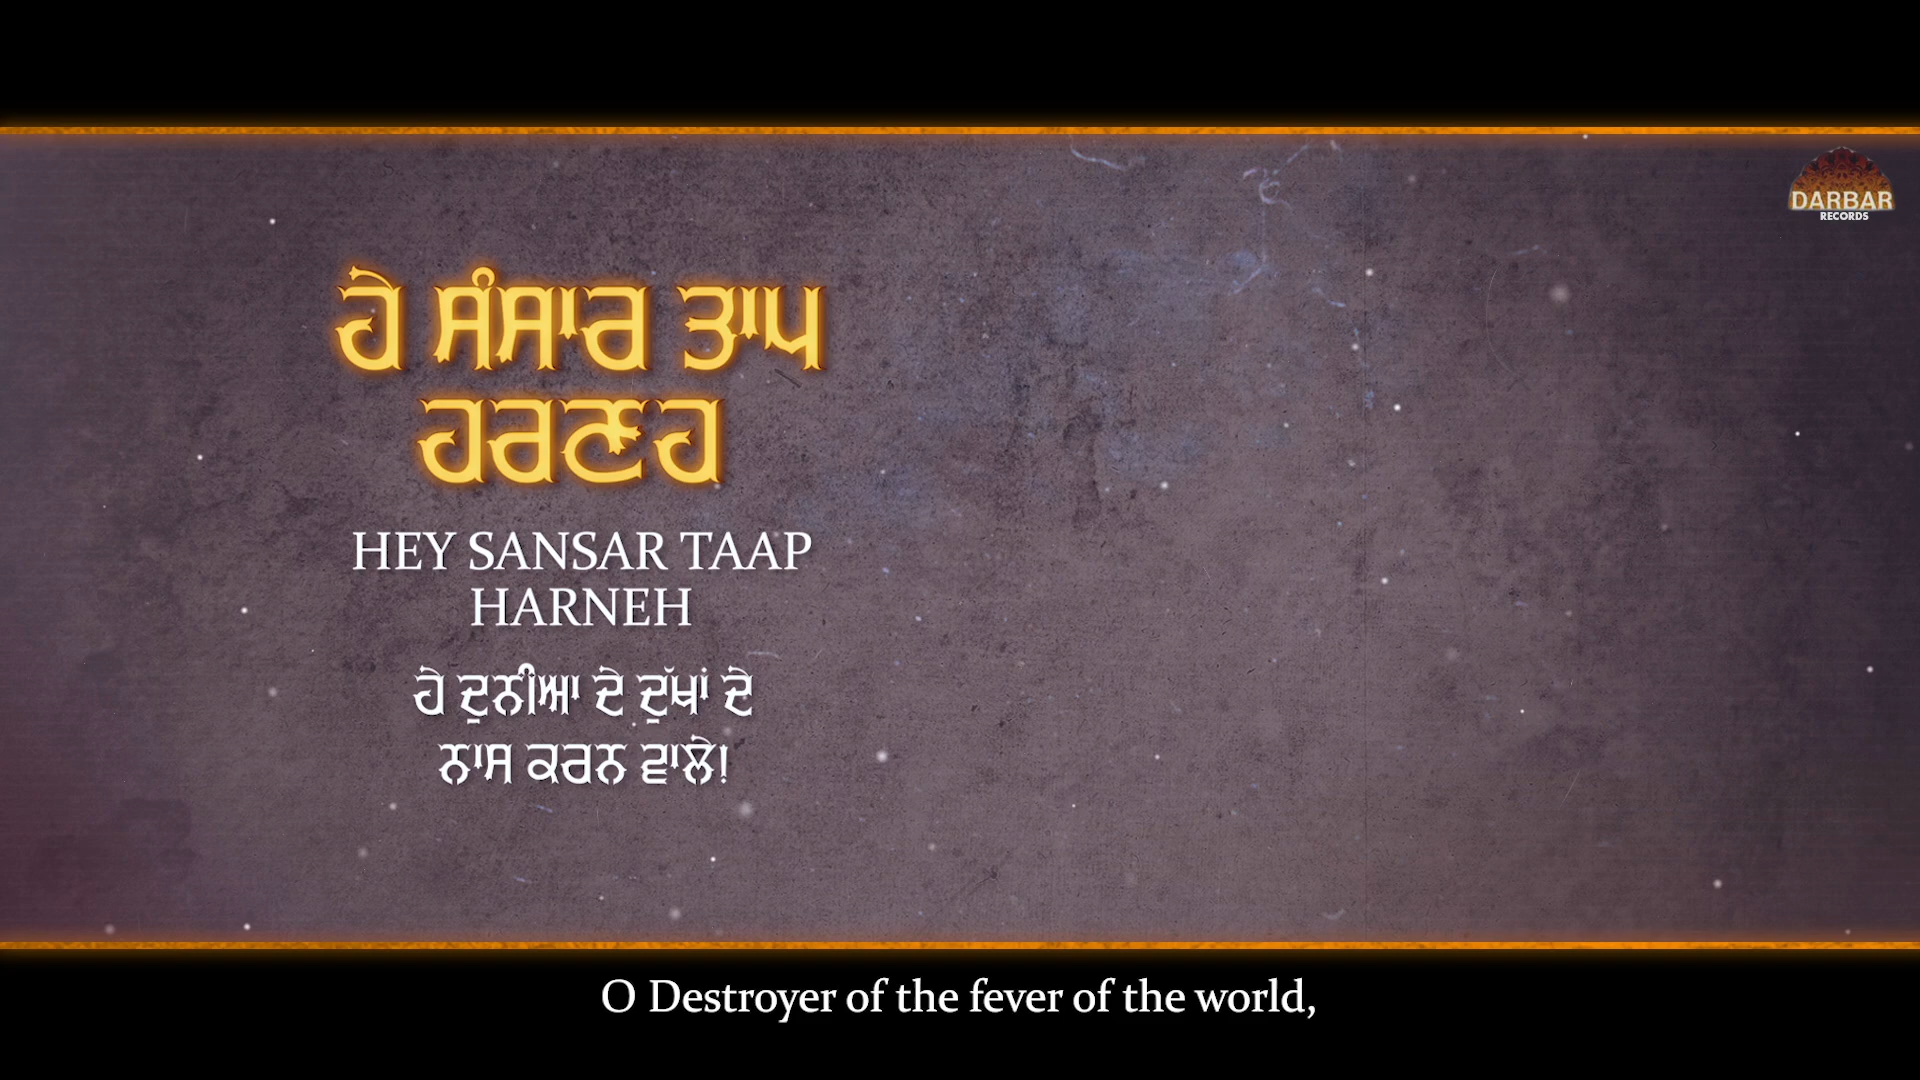 DARBAR
RECORDS
ਹੇ ਸੰਸਾਰ ਤਾਪ
ਹਰਣਹ
HEY SANSAR TAAP
HARNEH
ਹੇ ਦੁਨੀਆ ਦੇ ਦੁੱਖਾਂ ਦੇ
ਨਾਸ ਕਰਨ ਵਾਲੇ!
O Destroyer of the fever of the world,